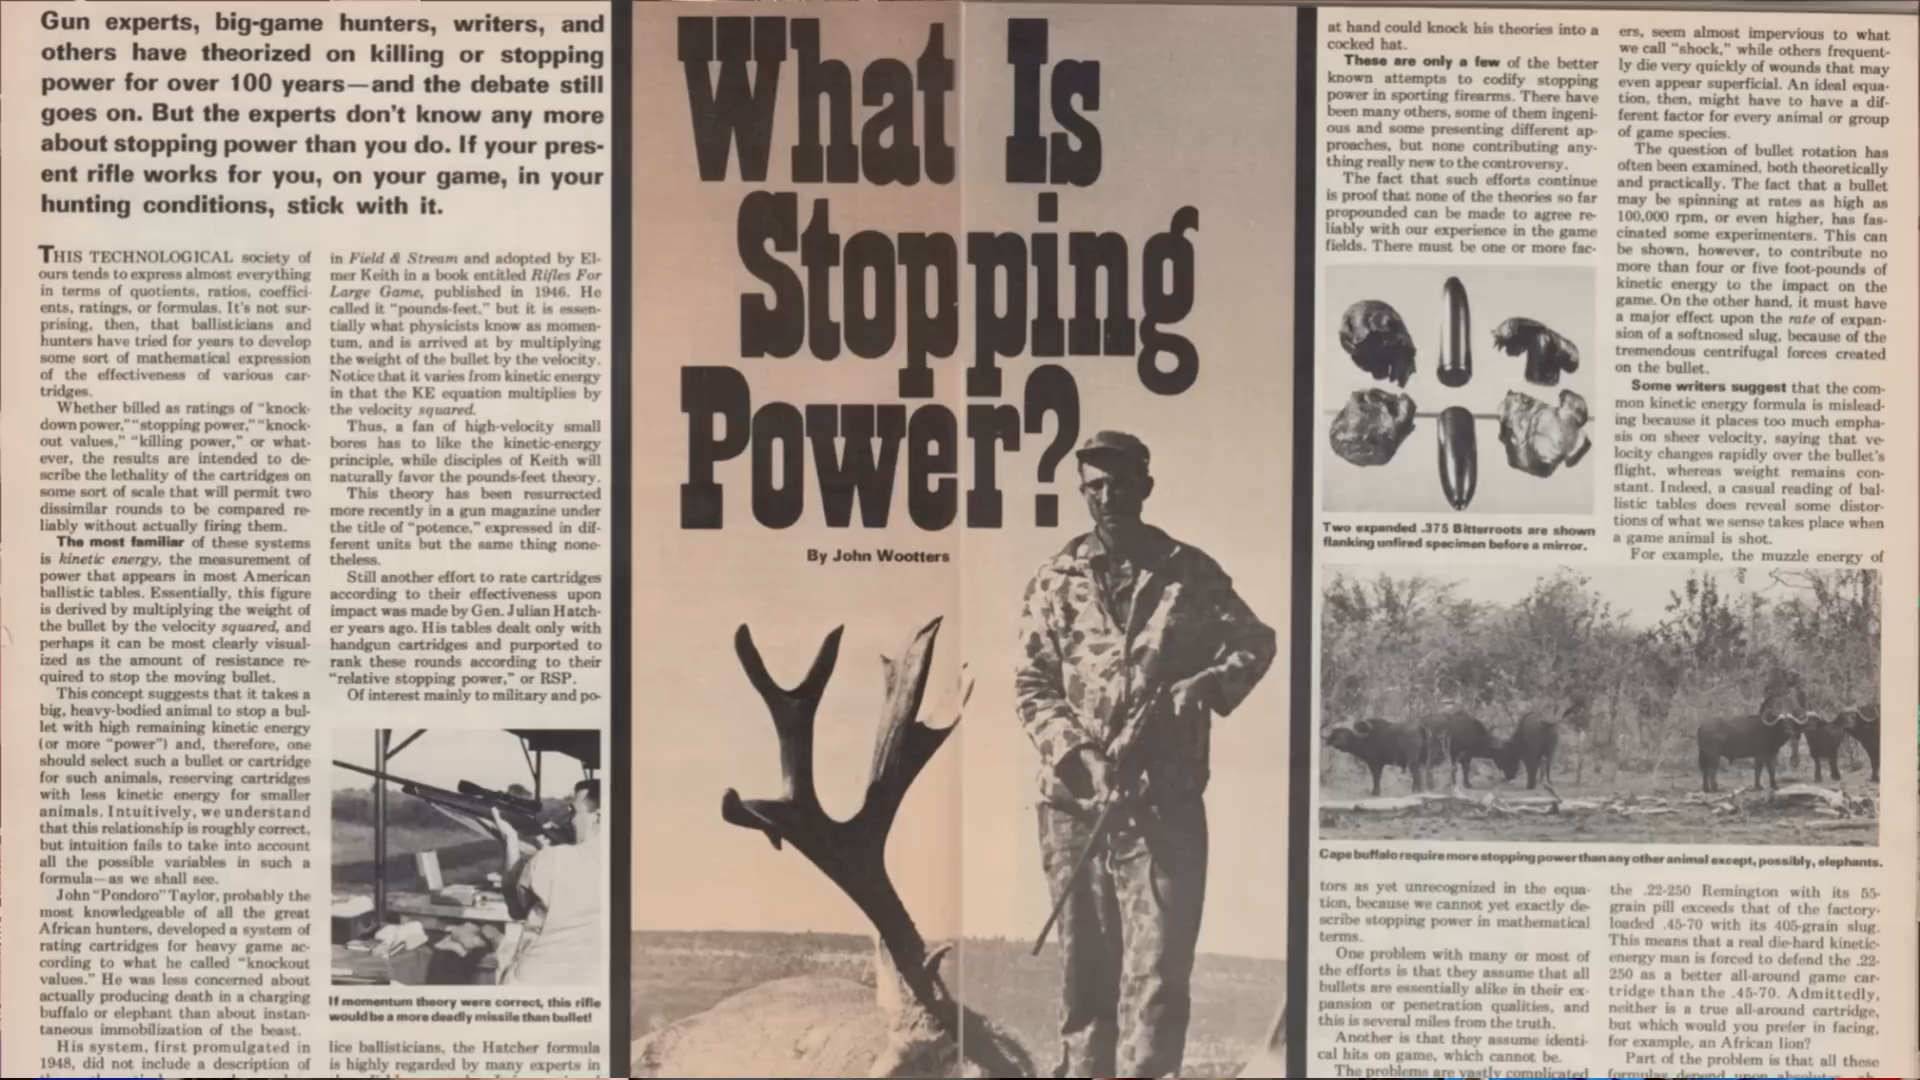 Gun experts, big-game hunters, writers, and
others have theorized on killing or stopping
power for over 100 years—and the debate still
goes on. But the experts don't know any more
about stopping power than you do. If your pres-
ent rifle works for you, on your game, in your
hunting conditions, stick with it.
THIS TECHNOLOGICAL society of
ours tends to express almost everything
in terms of quotients, ratios, coeffici-
ents, ratings, or formulas. It's not sur-
prising, then, that ballisticians and
hunters have tried for years to develop
some sort of mathematical expression
of the effectiveness of various car-
tridges.
Whether billed as ratings of "knock-
down power," "stopping power," "knock-
out values," "killing power," or what-
ever, the results are intended to de-
scribe the lethality of the cartridges on
some sort of scale that will permit two
dissimilar rounds to be compared re-
liably without actually firing them.
The most familiar of these systems
is kinetic energy, the measurement of
power that appears in most American
ballistic tables. Essentially, this figure
is derived by multiplying the weight of
the bullet by the velocity squared, and
perhaps it can be most clearly visual-
ized as the amount of resistance re-
quired to stop the moving bullet.
This concept suggests that it takes a
big, heavy-bodied animal to stop a bul-
let with high remaining kinetic energy
(or more "power") and, therefore, one
should select such a bullet or cartridge
for such animals, reserving cartridges
with less kinetic energy for smaller
animals. Intuitively, we understand
that this relationship is roughly correct,
but intuition fails to take into account
all the possible variables in such a
formula—as we shall see.
John "Pondoro" Taylor, probably the
most knowledgeable of all the great
African hunters, developed a system of
rating cartridges for heavy game ac-
cording to what he called "knockout
values." He was less concerned about
actually producing death in a charging
buffalo or elephant than about instan-
taneous immobilization of the beast.
His system, first promulgated in
1948, did not include a description of
in Field & Stream and adopted by El-
mer Keith in a book entitled Rifles For
Large Game, published in 1946. He
called it "pounds-feet," but it is essen-
tially what physicists know as momen-
tum, and is arrived at by multiplying
the weight of the bullet by the velocity.
Notice that it varies from kinetic energy
in that the KE equation multiplies by
the velocity squared.
Thus, a fan of high-velocity small
bores has to like the kinetic-energy
principle, while disciples of Keith will
naturally favor the pounds-feet theory.
This theory has been resurrected
more recently in a gun magazine under
the title of "potence," expressed in dif-
ferent units but the same thing none-
theless.
Still another effort to rate cartridges
according to their effectiveness upon
impact was made by Gen. Julian Hatch-
er years ago. His tables dealt only with
handgun cartridges and purported to
rank these rounds according to their
"relative stopping power," or RSP.
Of interest mainly to military and po-
If momentum theory were correct, this rifle
would be a more deadly missile than bullet!
lice ballisticians, the Hatcher formula
is highly regarded by many experts in
What Is
Stopping
Power?
By John Wootters
at hand could knock his theories into a
cocked hat.
These are only a few of the better
known attempts to codify stopping
power in sporting firearms. There have
been many others, some of them ingeni-
ous and some presenting different ap-
proaches, but none contributing any-
thing really new to the controversy.
The fact that such efforts continue
is proof that none of the theories so far
propounded can be made to agree re-
liably with our experience in the game
fields. There must be one or more fac-
Two expanded .375 Bitterroots are shown
flanking unfired specimen before a mirror.
ers, seem almost impervious to what
we call "shock," while others frequent-
ly die very quickly of wounds that may
even appear superficial. An ideal equa-
tion, then, might have to have a dif-
ferent factor for every animal or group
of game species.
The question of bullet rotation has
often been examined, both theoretically
and practically. The fact that a bullet
may be spinning at rates as high as
100,000 rpm, or even higher, has fas-
cinated some experimenters. This can
be shown, however, to contribute no
more than four or five foot-pounds of
kinetic energy to the impact on the
game. On the other hand, it must have
a major effect upon the rate of expan-
sion of a softnosed slug, because of the
tremendous centrifugal forces created
on the bullet.
Some writers suggest that the com-
mon kinetic energy formula is mislead-
ing because it places too much empha-
sis on sheer velocity, saying that ve-
locity changes rapidly over the bullet's
flight, whereas weight remains con-
stant. Indeed, a casual reading of bal-
listic tables does reveal some distor-
tions of what we sense takes place when
a game animal is shot.
For example, the muzzle energy of
Cape buffalo require more stopping power than any other animal except, possibly, elephants.
tors as yet unrecognized in the equa-
tion, because we cannot yet exactly de-
scribe stopping power in mathematical
terms.
One problem with many or most of
the efforts is that they assume that all
bullets are essentially alike in their ex-
pansion or penetration qualities, and
this is several miles from the truth.
Another is that they assume identi-
cal hits on game, which cannot be.
The problems are vastly complicated
the .22-250 Remington with its 55-
grain pill exceeds that of the factory-
loaded .45-70 with its 405-grain slug.
This means that a real die-hard kinetic-
energy man is forced to defend the .22-
250 as a better all-around game car-
tridge than the .45-70. Admittedly,
neither is a true all-around cartridge,
but which would you prefer in facing,
for example, an African lion?
Part of the problem is that all these
formulas depend upon